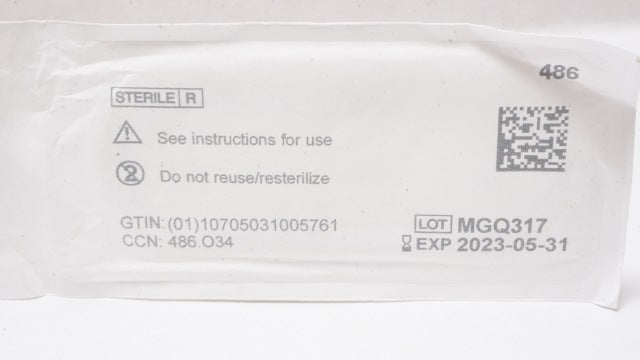 486
STERILE R
See instructions for use
2
Do not reuse/resterilize
GTIN: (01)10705031005761
CCN: 486.O34
LOT MGQ317
EXP 2023-05-31